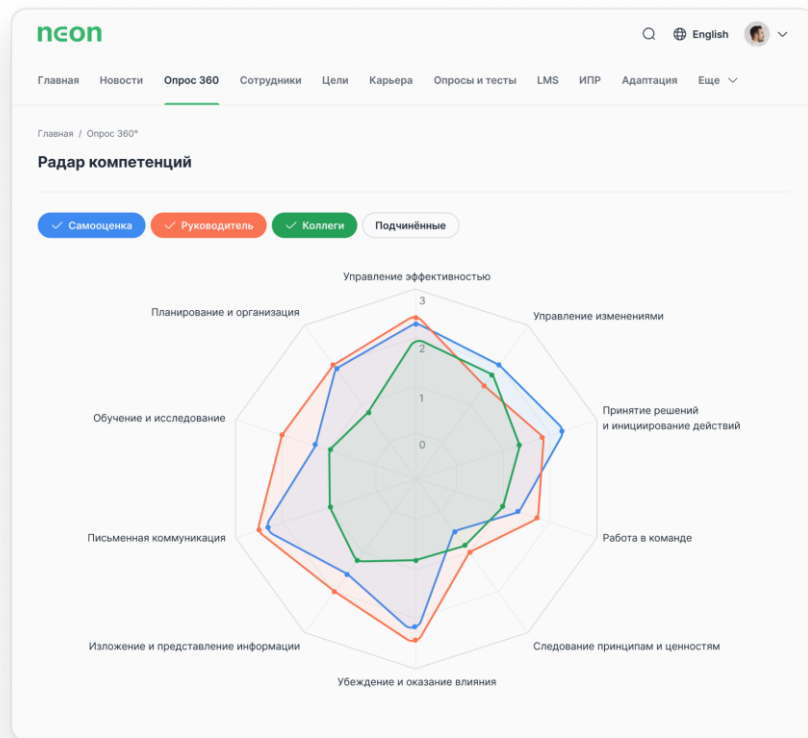 neon
English
Главная Новости Опрос 360 Сотрудники Цели Карьера Опросы и тесты LMS ИПР Адаптация Еще
Главная / Опрос 360°
Радар компетенций
Самооценка Руководитель Коллеги Подчинённые
Управление эффективностью
3
Планирование и организация
Управление изменениями
2
1
Обучение и исследование
Принятие решений
и инициирование действий
0
Письменная коммуникация
Работа в команде
Изложение и представление информации
Следование принципам и ценностям
Убеждение и оказание влияния